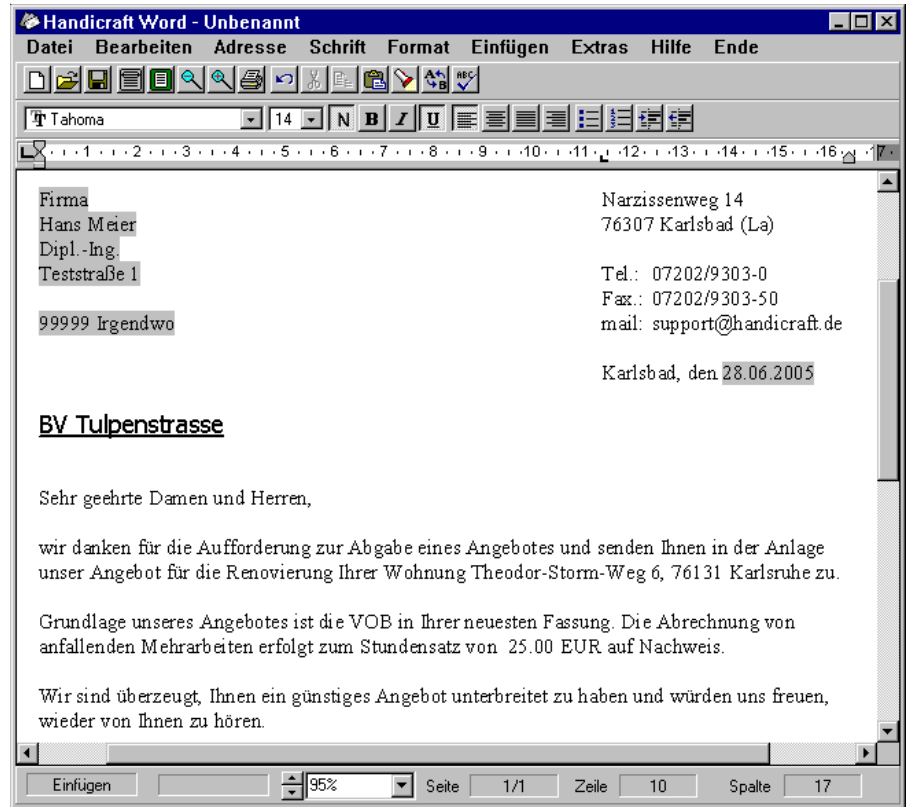 Handicraft Word - Unbenannt
Datei Bearbeiten Adresse Schrift Format Einfügen Extras Hilfe Ende
Tahoma 14 N B I U
1 2 3 4 5 6 7 8 9 10 11 12 13 14 15 16 17
Firma
Hans Meier
Dipl.-Ing.
Teststraße 1
99999 Irgendwo
Narzissenweg 14
76307 Karlsbad (La)
Tel.: 07202/9303-0
Fax.: 07202/9303-50
mail: support@handicraft.de
Karlsbad, den 28.06.2005
BV Tulpenstrasse
Sehr geehrte Damen und Herren,
wir danken für die Aufforderung zur Abgabe eines Angebotes und senden Ihnen in der Anlage
unser Angebot für die Renovierung Ihrer Wohnung Theodor-Storm-Weg 6, 76131 Karlsruhe zu.
Grundlage unseres Angebotes ist die VOB in Ihrer neuesten Fassung. Die Abrechnung von
anfallenden Mehrarbeiten erfolgt zum Stundensatz von 25.00 EUR auf Nachweis.
Wir sind überzeugt, Ihnen ein günstiges Angebot unterbreitet zu haben und würden uns freuen,
wieder von Ihnen zu hören.
Einfügen 95% Seite 1/1 Zeile 10 Spalte 17